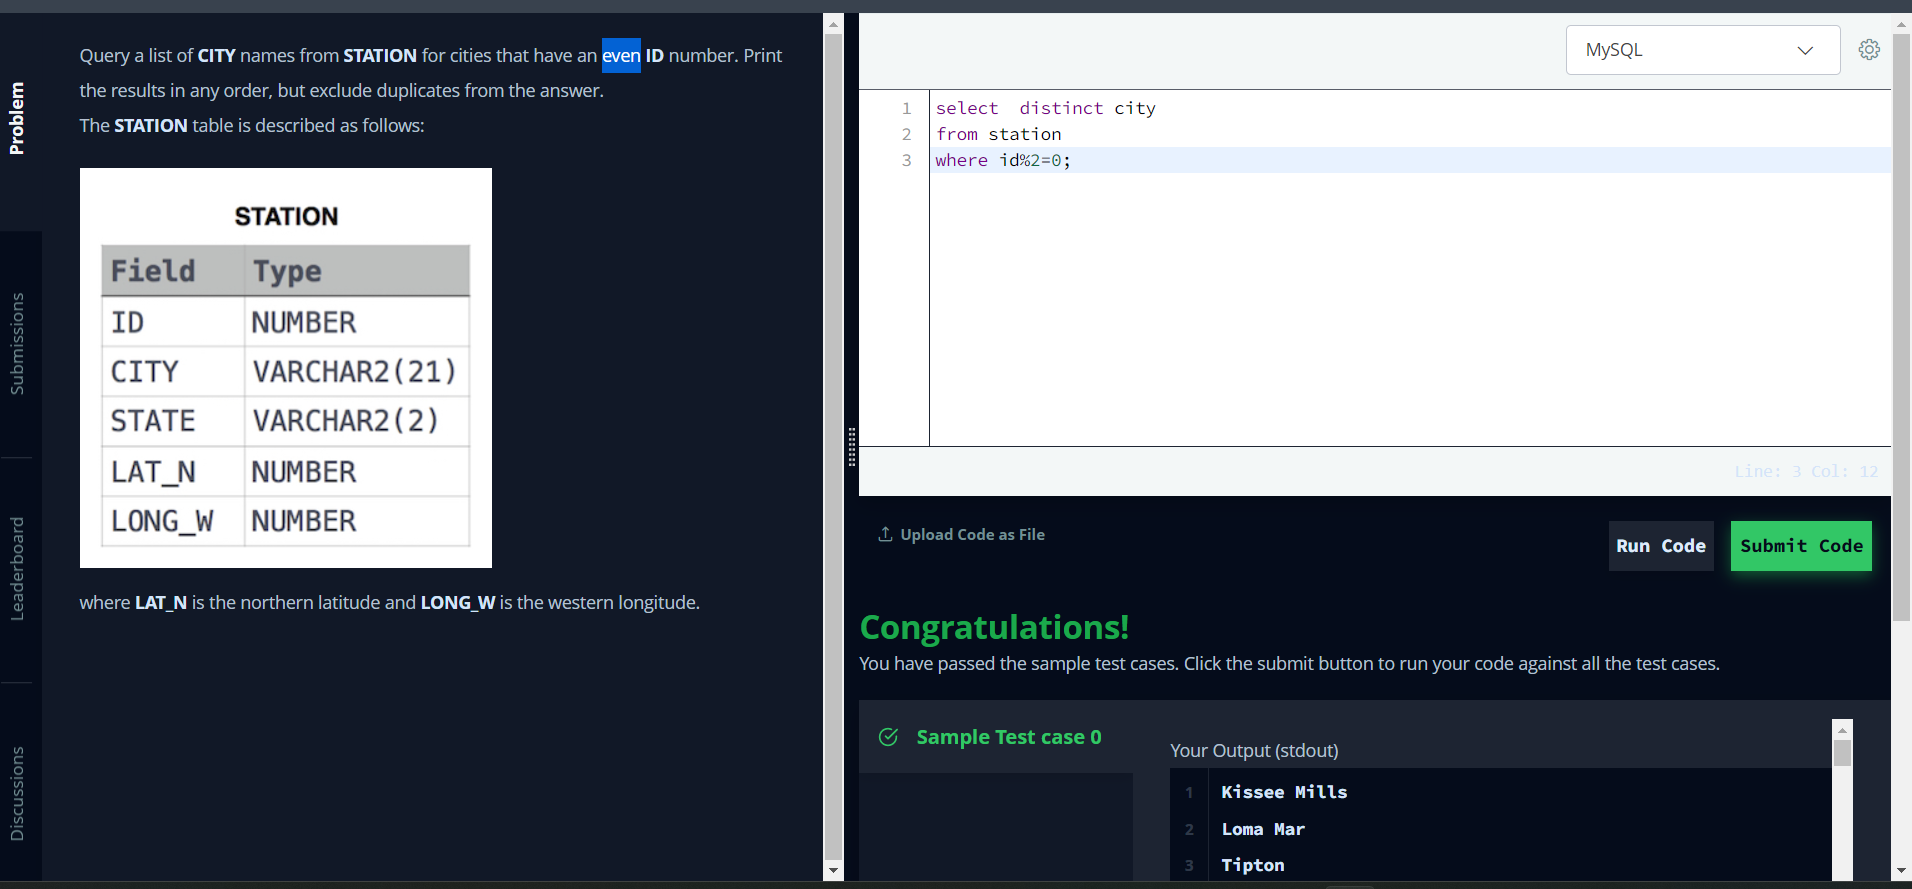 Problem
Submissions
Leaderboard
Discussions
Query a list of CITY names from STATION for cities that have an even ID number. Print
the results in any order, but exclude duplicates from the answer.
The STATION table is described as follows:
STATION
Field Type
ID NUMBER
CITY VARCHAR2(21)
STATE VARCHAR2(2)
LAT_N NUMBER
LONG_W NUMBER
where LAT_N is the northern latitude and LONG_W is the western longitude.
MySQL
1 select  distinct city
2 from station
3 where id%2=0;
Line: 3 Col: 12
Upload Code as File
Run Code
Submit Code
Congratulations!
You have passed the sample test cases. Click the submit button to run your code against all the test cases.
Sample Test case 0
Your Output (stdout)
1 Kissee Mills
2 Loma Mar
3 Tipton